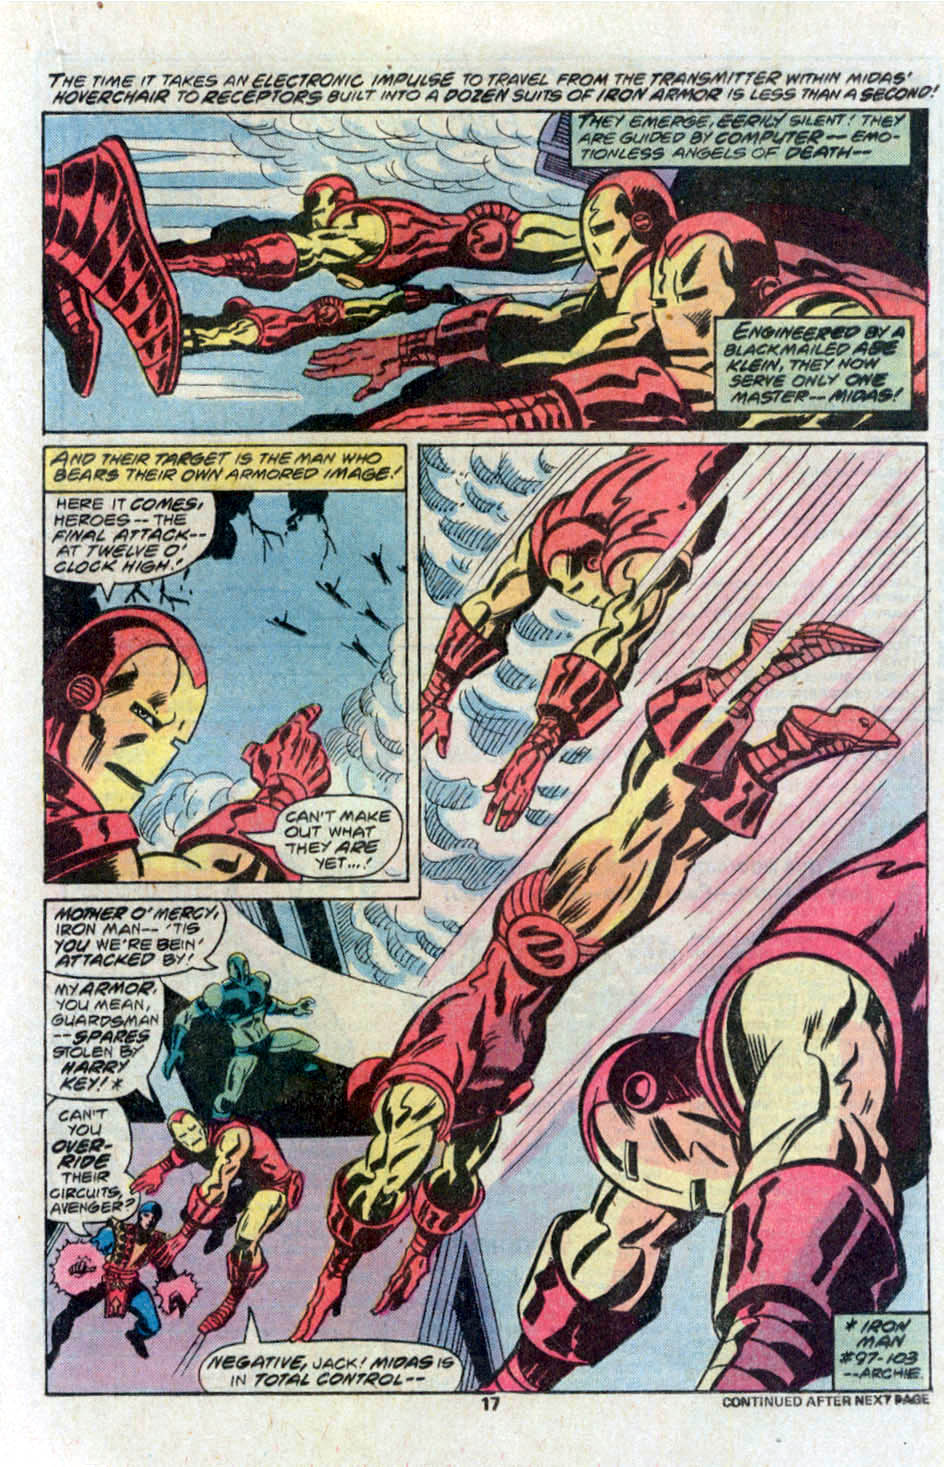 THE TIME IT TAKES AN ELECTRONIC IMPULSE TO TRAVEL FROM THE TRANSMITTER WITHIN MIDAS'
HOVERCHAIR TO RECEPTORS BUILT INTO A DOZEN SUITS OF IRON ARMOR IS LESS THAN A SECOND!
THEY EMERGE, EERILY SILENT! THEY
ARE GUIDED BY COMPUTER -- EMO-
TIONLESS ANGELS OF DEATH--
ENGINEERED BY A
BLACKMAILED ABE
KLEIN, THEY NOW
SERVE ONLY ONE
MASTER -- MIDAS!
AND THEIR TARGET IS THE MAN WHO
BEARS THEIR OWN ARMORED IMAGE!
HERE IT COMES,
HEROES -- THE
FINAL ATTACK--
AT TWELVE O'
CLOCK HIGH!
CAN'T MAKE
OUT WHAT
THEY ARE
YET...!
MOTHER O' MERCY,
IRON MAN-- 'TIS
YOU WE'RE BEIN'
ATTACKED BY!
MY ARMOR,
YOU MEAN,
GUARDSMAN
-- SPARES
STOLEN BY
HARRY
KEY! *
CAN'T
YOU
OVER-
RIDE
THEIR
CIRCUITS,
AVENGER?
NEGATIVE, JACK! MIDAS IS
IN TOTAL CONTROL--
* IRON
MAN
#97-103
--ARCHIE.
17
CONTINUED AFTER NEXT PAGE